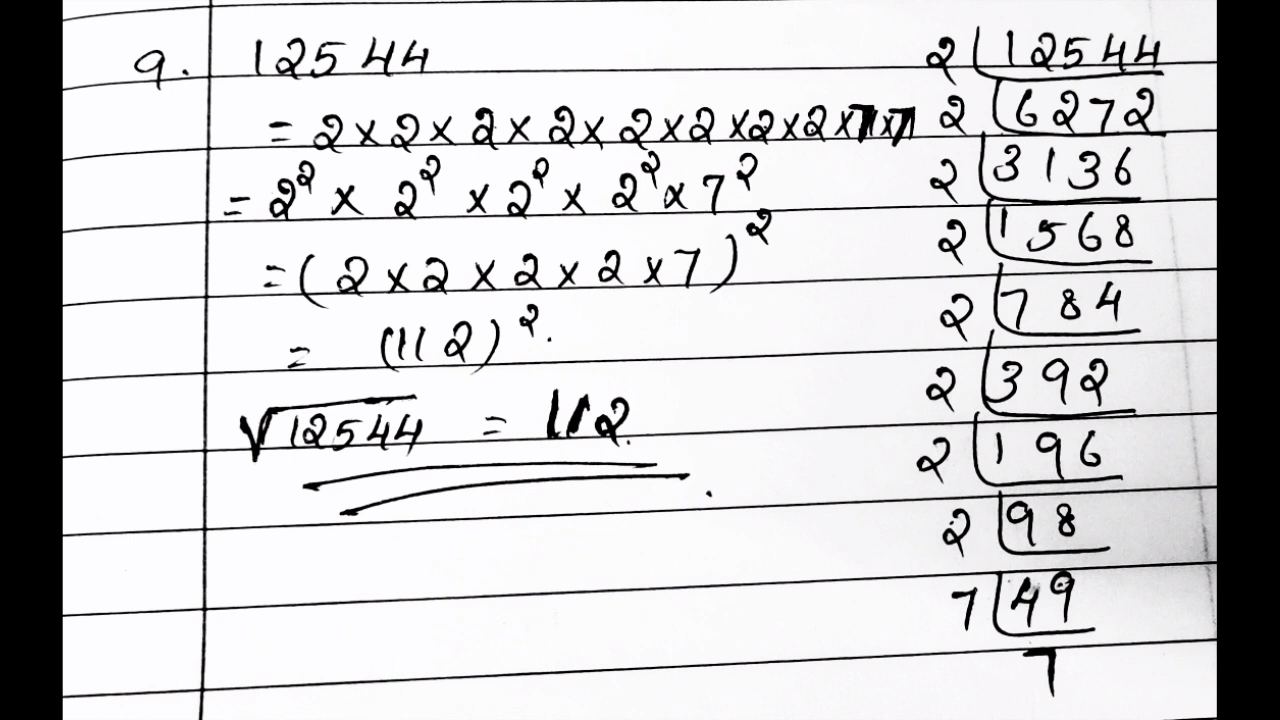 9. 12544
= 2 × 2 × 2 × 2 × 2 × 2 × 2 × 2 × 7 × 7
= 2² × 2² × 2² × 2² × 7²
= (2 × 2 × 2 × 2 × 7)²
= (112)².
√12544 = 112.
2 | 12544
2 | 6272
2 | 3136
2 | 1568
2 | 784
2 | 392
2 | 196
2 | 98
7 | 49
7